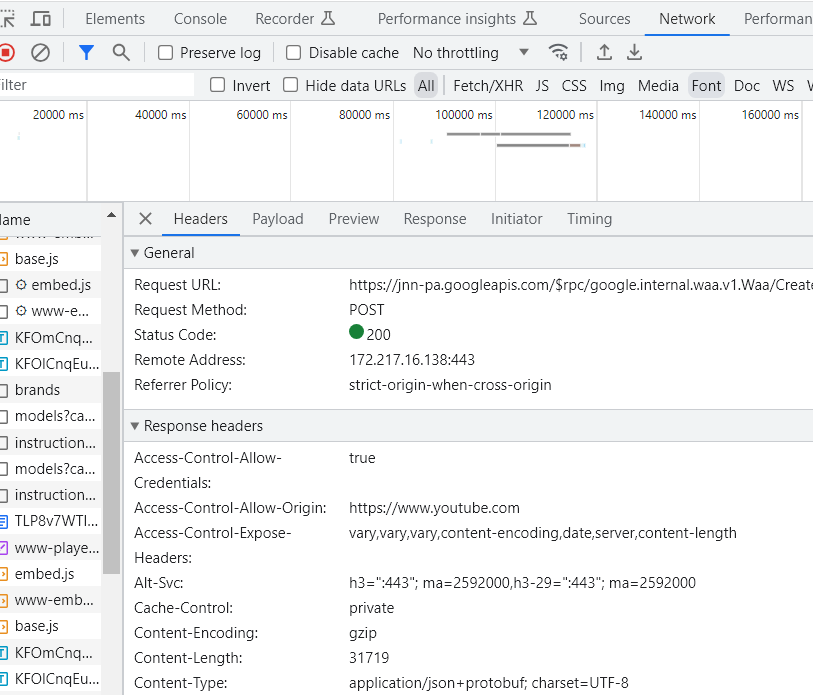 Elements Console Recorder Performance insights Sources Network Performan
Preserve log Disable cache No throttling
ilter Invert Hide data URLs All Fetch/XHR JS CSS Img Media Font Doc WS
20000 ms 40000 ms 60000 ms 80000 ms 100000 ms 120000 ms 140000 ms 160000 ms
Name
base.js
embed.js
www-e...
KFOmCnq...
KFOlCnqEu...
brands
models?ca...
instruction...
models?ca...
instruction...
TLP8v7WTI...
www-playe...
embed.js
www-emb...
base.js
KFOmCnq...
KFOlCnqEu...
Headers Payload Preview Response Initiator Timing
General
Request URL: https://jnn-pa.googleapis.com/$rpc/google.internal.waa.v1.Waa/Create
Request Method: POST
Status Code: 200
Remote Address: 172.217.16.138:443
Referrer Policy: strict-origin-when-cross-origin
Response headers
Access-Control-Allow- true
Credentials:
Access-Control-Allow-Origin: https://www.youtube.com
Access-Control-Expose- vary,vary,vary,content-encoding,date,server,content-length
Headers:
Alt-Svc: h3=":443"; ma=2592000,h3-29=":443"; ma=2592000
Cache-Control: private
Content-Encoding: gzip
Content-Length: 31719
Content-Type: application/json+protobuf; charset=UTF-8